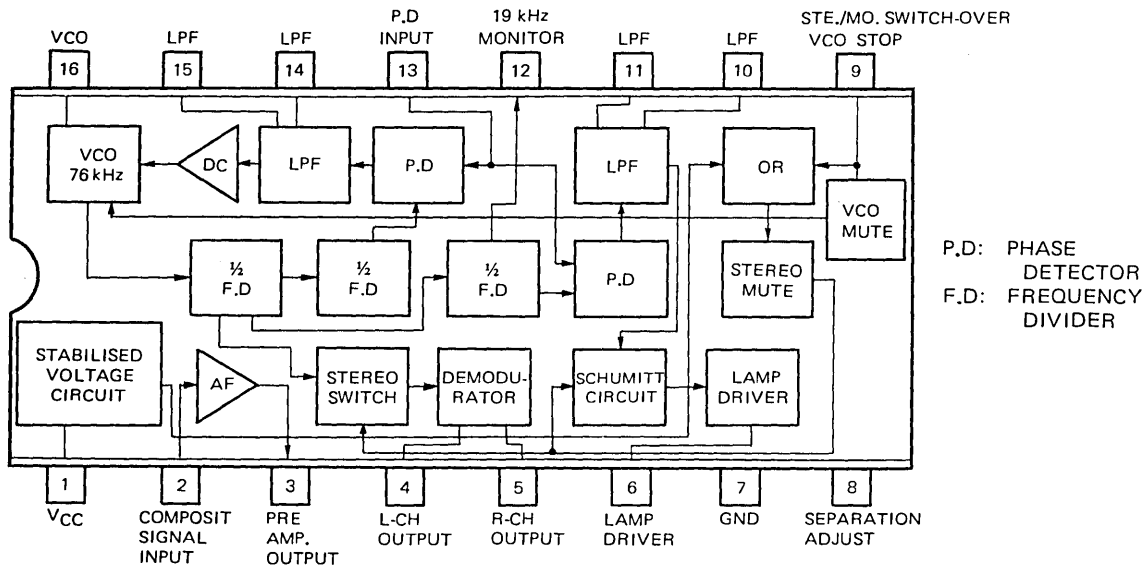 VCO
LPF
LPF
P.D
INPUT
19 kHz
MONITOR
LPF
LPF
STE./MO. SWITCH-OVER
VCO STOP
16
15
14
13
12
11
10
9
VCO
76 kHz
DC
LPF
P.D
LPF
OR
VCO
MUTE
½
F.D
½
F.D
½
F.D
P.D
STEREO
MUTE
P.D: PHASE
DETECTOR
F.D: FREQUENCY
DIVIDER
STABILISED
VOLTAGE
CIRCUIT
AF
STEREO
SWITCH
DEMODU-
RATOR
SCHUMITT
CIRCUIT
LAMP
DRIVER
1
2
3
4
5
6
7
8
VCC
COMPOSIT
SIGNAL
INPUT
PRE
AMP.
OUTPUT
L-CH
OUTPUT
R-CH
OUTPUT
LAMP
DRIVER
GND
SEPARATION
ADJUST